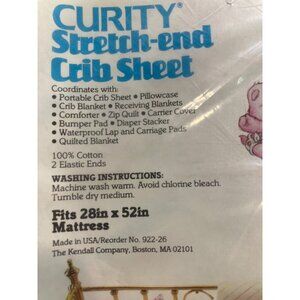 CURITY®
Stretch-end
Crib Sheet
Coordinates with:
• Portable Crib Sheet • Pillowcase
• Crib Blanket • Receiving Blankets
• Comforter • Zip Quilt • Carrier Cover
• Bumper Pad • Diaper Stacker
• Waterproof Lap and Carriage Pads
• Quilted Blanket
100% Cotton
2 Elastic Ends
WASHING INSTRUCTIONS:
Machine wash warm. Avoid chlorine bleach.
Tumble dry medium.
Fits 28in x 52in
Mattress
Made in USA/Reorder No. 922-26
The Kendall Company, Boston, MA 02101